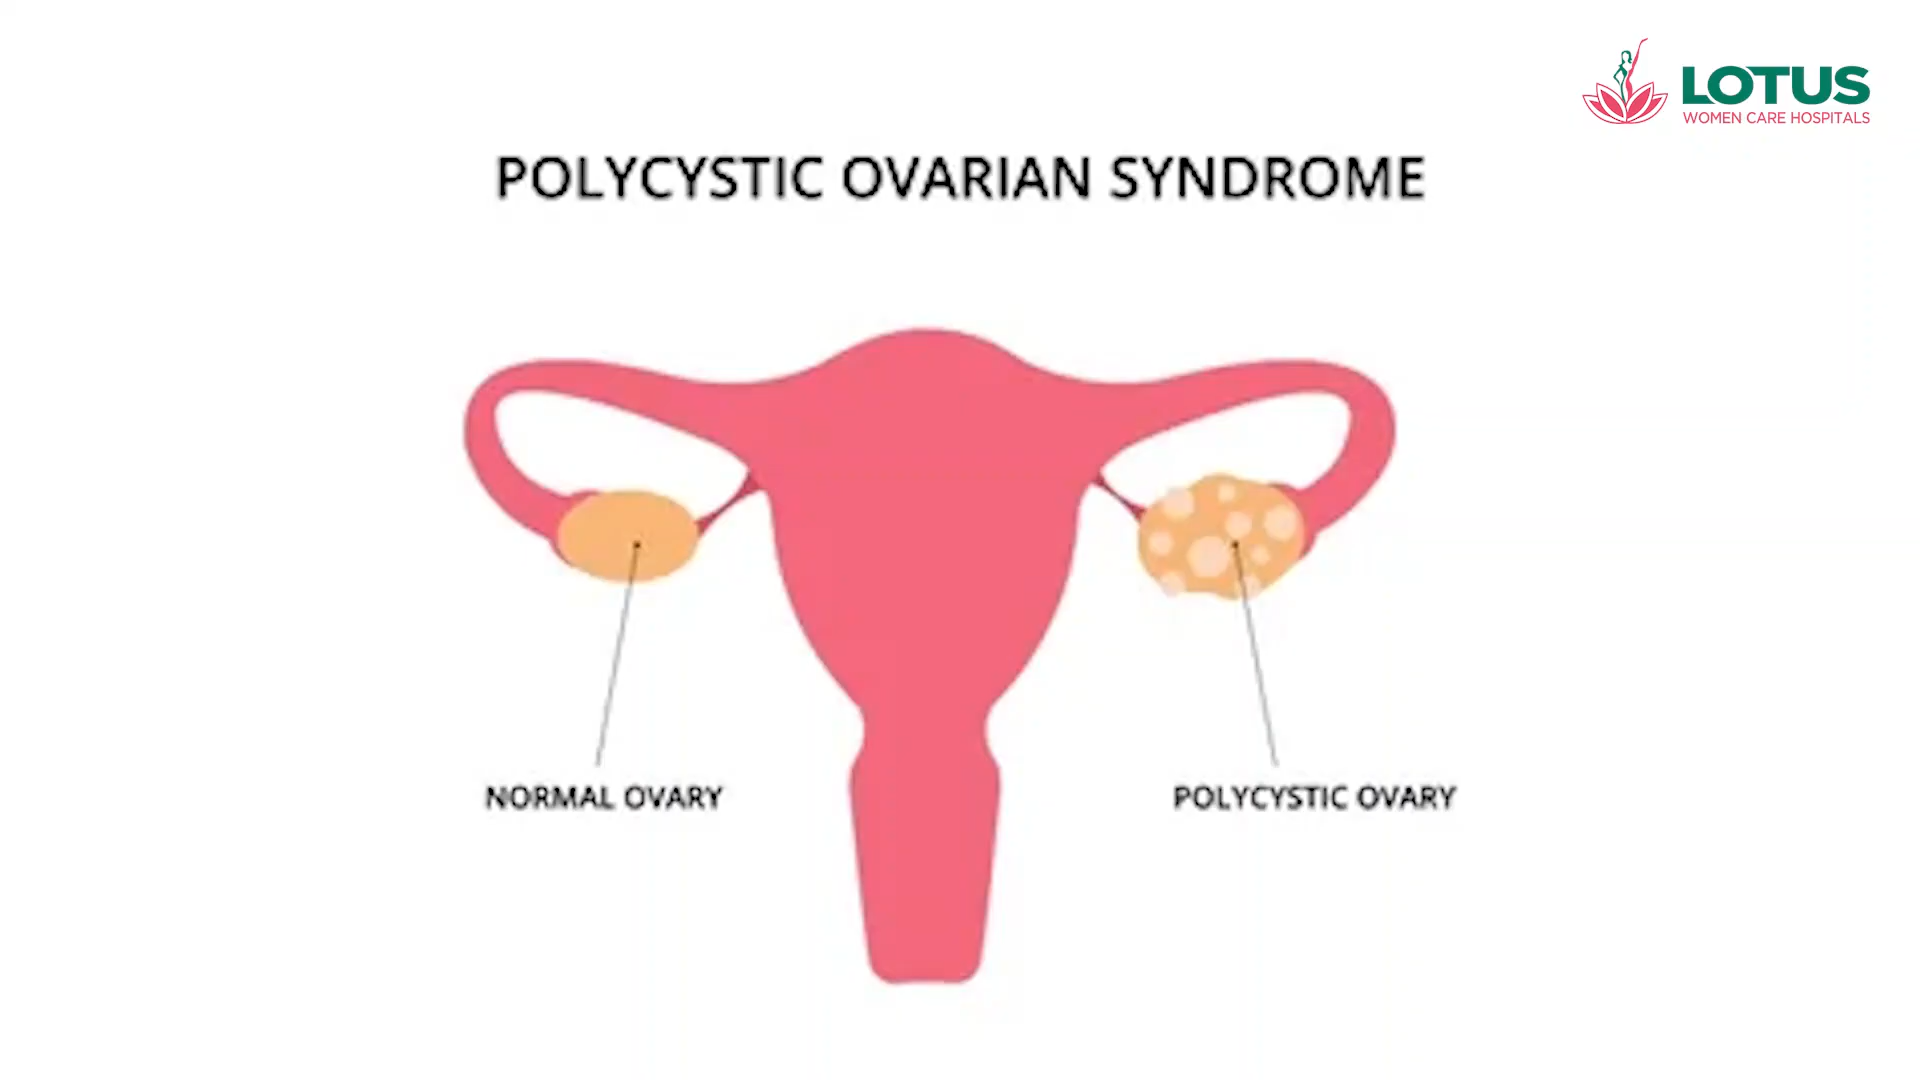 LOTUS
WOMEN CARE HOSPITALS
POLYCYSTIC OVARIAN SYNDROME
NORMAL OVARY
POLYCYSTIC OVARY